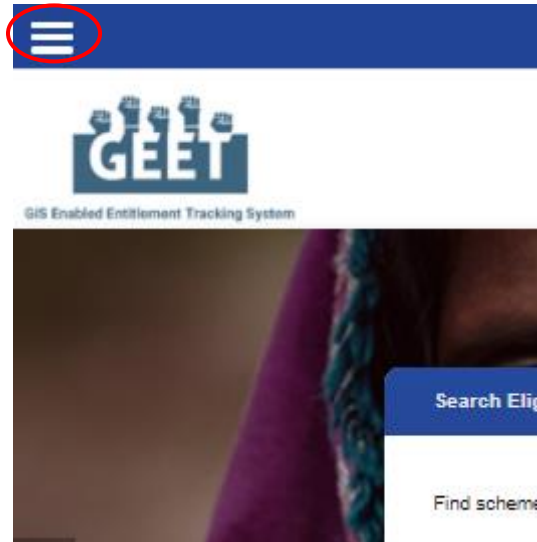 GEET
GIS Enabled Entitlement Tracking System
Search Elig
Find scheme